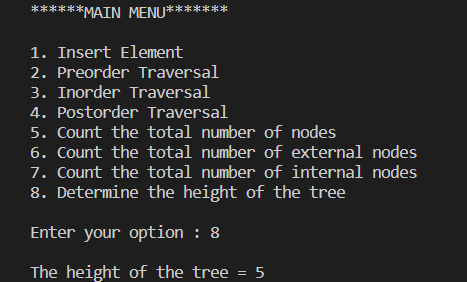 ******MAIN MENU*******
1. Insert Element
2. Preorder Traversal
3. Inorder Traversal
4. Postorder Traversal
5. Count the total number of nodes
6. Count the total number of external nodes
7. Count the total number of internal nodes
8. Determine the height of the tree
Enter your option : 8
The height of the tree = 5